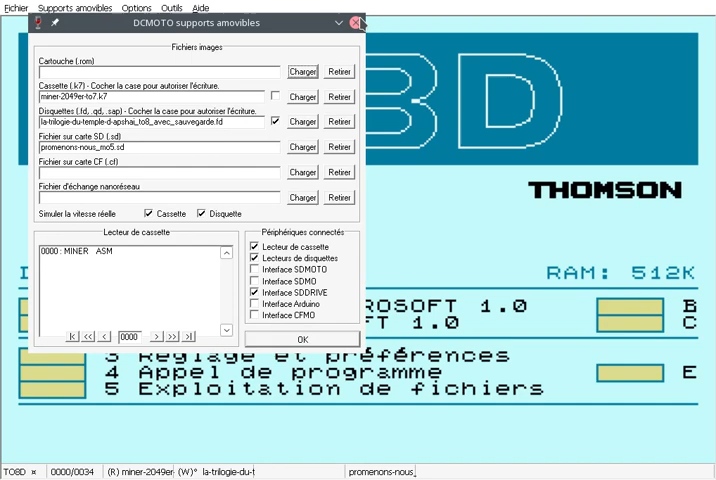 Fichier Supports amovibles Options Outils Aide
DCMOTO supports amovibles
Fichiers images
Cartouche (.rom)
Charger Retirer
Cassette (.k7) - Cocher la case pour autoriser l'écriture.
miner-2049er-to7.k7 Charger Retirer
Disquettes (.fd, .qd, .sap) - Cocher la case pour autoriser l'écriture.
la-trilogie-du-temple-d-apshai_to8_avec_sauvegarde.fd Charger Retirer
Fichier sur carte SD (.sd)
promenons-nous_mo5.sd Charger Retirer
Fichier sur carte CF (.cf)
Charger Retirer
Fichier d'échange nanoréseau
Charger Retirer
Simuler la vitesse réelle Cassette Disquette
Lecteur de cassette
0000 : MINER ASM
0000
Périphériques connectés
Lecteur de cassette
Lecteurs de disquettes
Interface SDMOTO
Interface SDMO
Interface SDDRIVE
Interface Arduino
Interface CFMO
OK
8D
THOMSON
RAM: 512K
ROSOFT 1.0 B
FT 1.0 C
3 Réglage et préférences
4 Appel de programme E
5 Exploitation de fichiers
TO8D 0000/0034 (R) miner-2049er (W)° la-trilogie-du-t promenons-nous_